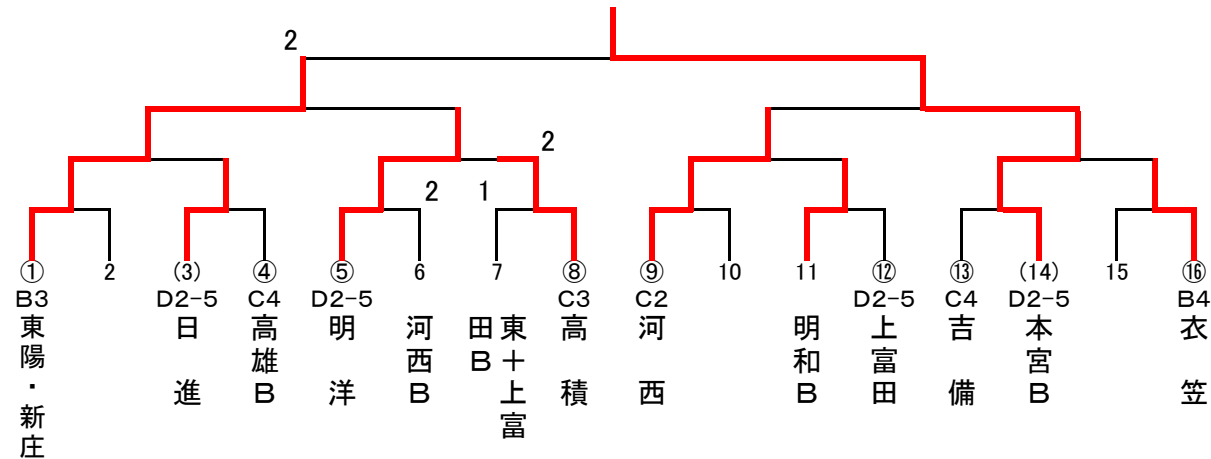 2
2
2
1
① 2 (3) ④ ⑤ 6 7 ⑧ ⑨ 10 11 ⑫ ⑬ (14) 15 ⑯
B3 D2-5 C4 D2-5 C3 C2 D2-5 C4 D2-5 B4
東陽・新庄
日進
高雄B
明洋
河西B
東十上富
田B
高積
河西
明和B
上富田
吉備
本宮B
衣笠